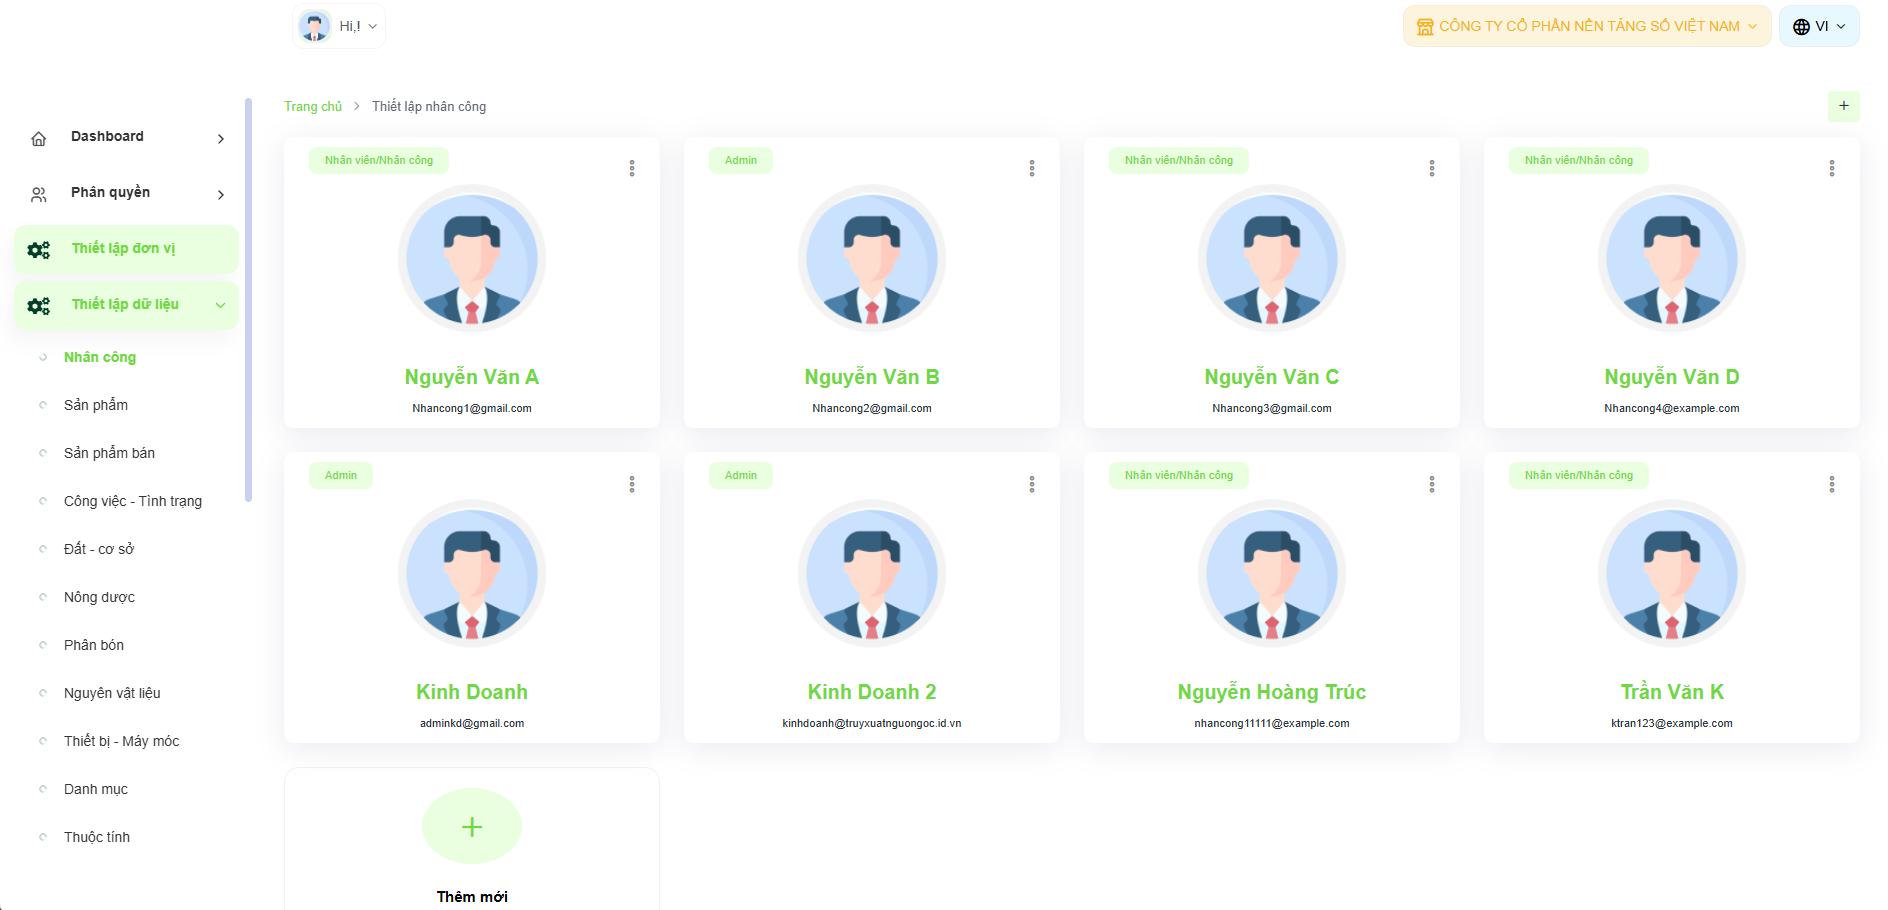 Hi,!
CÔNG TY CỔ PHẦN NỀN TẢNG SỐ VIỆT NAM
VI
Trang chủ > Thiết lập nhân công
+
Dashboard
Phân quyền
Thiết lập đơn vị
Thiết lập dữ liệu
Nhân công
Sản phẩm
Sản phẩm bán
Công việc - Tình trạng
Đất - cơ sở
Nông dược
Phân bón
Nguyên vật liệu
Thiết bị - Máy móc
Danh mục
Thuộc tính
Nhân viên/Nhân công
Nguyễn Văn A
Nhancong1@gmail.com
Admin
Nguyễn Văn B
Nhancong2@gmail.com
Nhân viên/Nhân công
Nguyễn Văn C
Nhancong3@gmail.com
Nhân viên/Nhân công
Nguyễn Văn D
Nhancong4@example.com
Admin
Kinh Doanh
adminkd@gmail.com
Admin
Kinh Doanh 2
kinhdoanh@truyxuatnguongoc.id.vn
Nhân viên/Nhân công
Nguyễn Hoàng Trúc
nhancong11111@example.com
Nhân viên/Nhân công
Trần Văn K
ktran123@example.com
+
Thêm mới